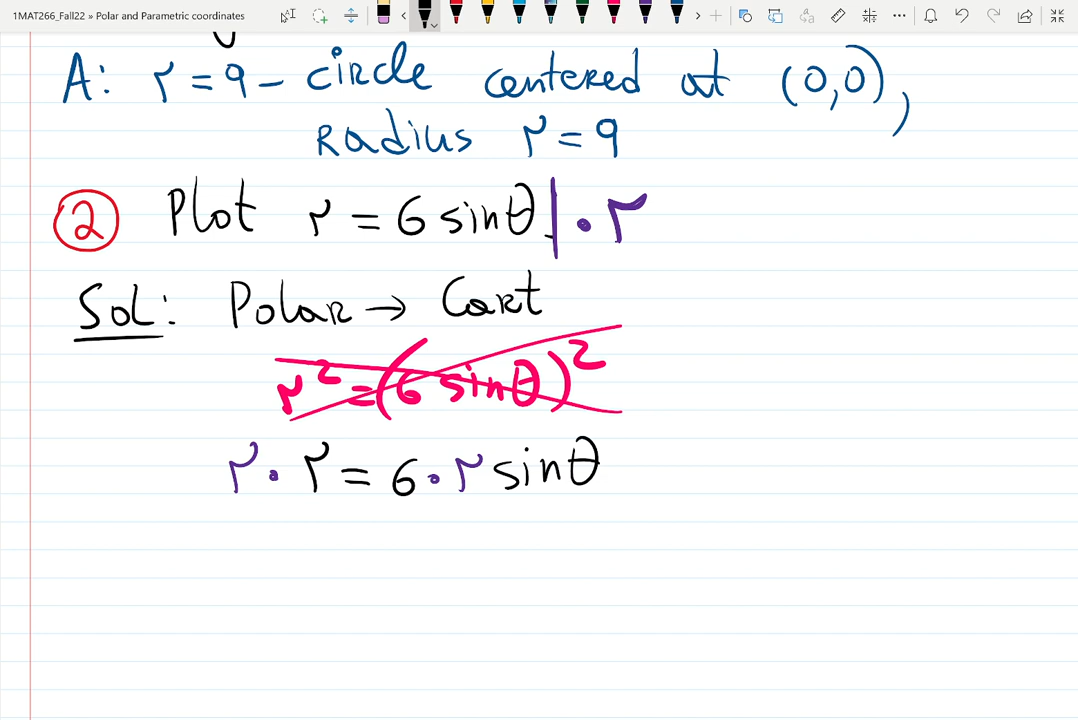 1MAT266_Fall22 » Polar and Parametric coordinates
A: r = 9 – circle centered at (0,0),
radius r = 9
② Plot r = 6 sinθ | · r
Sol: Polar → Cart
r² = (6 sinθ)²
r · r = 6 · r sinθ